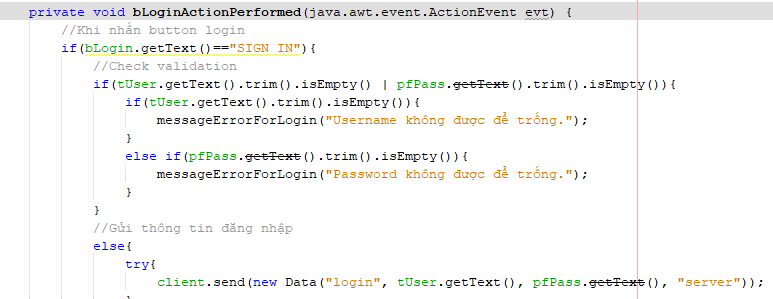 private void bLoginActionPerformed(java.awt.event.ActionEvent evt) {
//Khi nhấn button login
if(bLogin.getText()=="SIGN IN"){
//Check validation
if(tUser.getText().trim().isEmpty() | pfPass.getText().trim().isEmpty()){
if(tUser.getText().trim().isEmpty()){
messageErrorForLogin("Username không được để trống.");
}
else if(pfPass.getText().trim().isEmpty()){
messageErrorForLogin("Password không được để trống.");
}
}
//Gửi thông tin đăng nhập
else{
try{
client.send(new Data("login", tUser.getText(), pfPass.getText(), "server"));
}